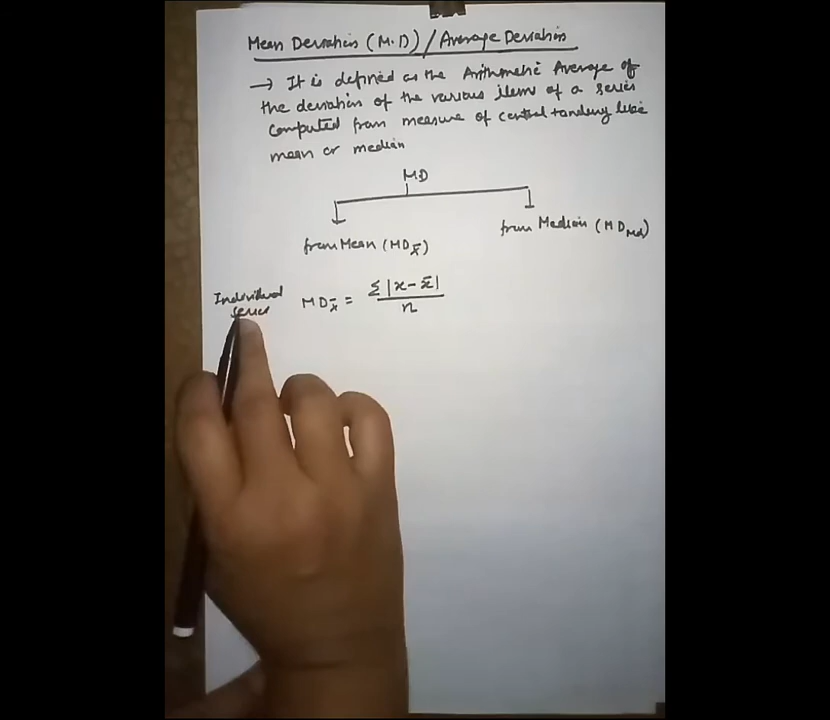 Mean Deviation (M.D) / Average Deviation
→ It is defined as the Arithmetic Average of
the deviation of the various items of a series
computed from measure of central tandency like
mean or median
MD
from Mean (MD x̄)
from Median (MD Md)
Individual
series
MD x̄ = Σ |x - x̄| / n